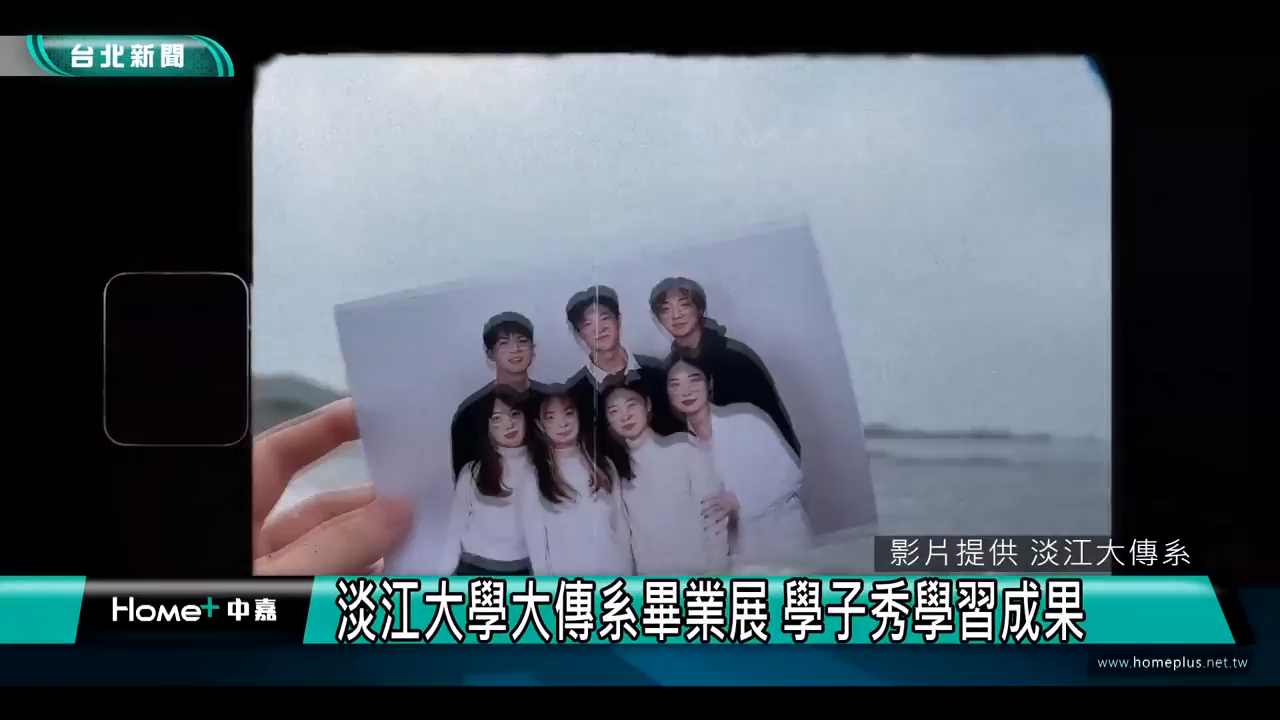 台北新聞
影片提供 淡江大傳系
Home+中嘉
淡江大學大傳系畢業展 學子秀學習成果
www.homeplus.net.tw